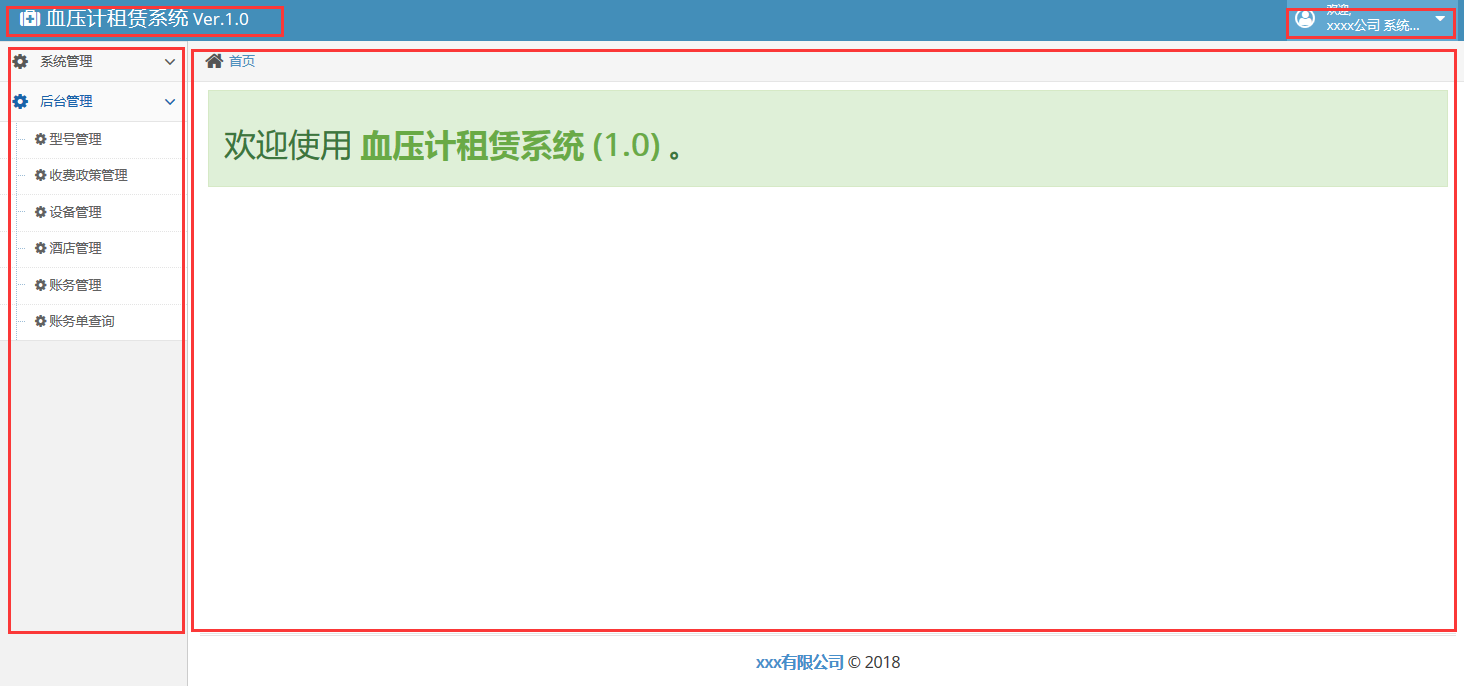 血压计租赁系统 Ver.1.0
欢迎,
xxxx公司 系统...
系统管理
后台管理
型号管理
收费政策管理
设备管理
酒店管理
账务管理
账务单查询
首页
欢迎使用 血压计租赁系统 (1.0) 。
xxx有限公司 © 2018